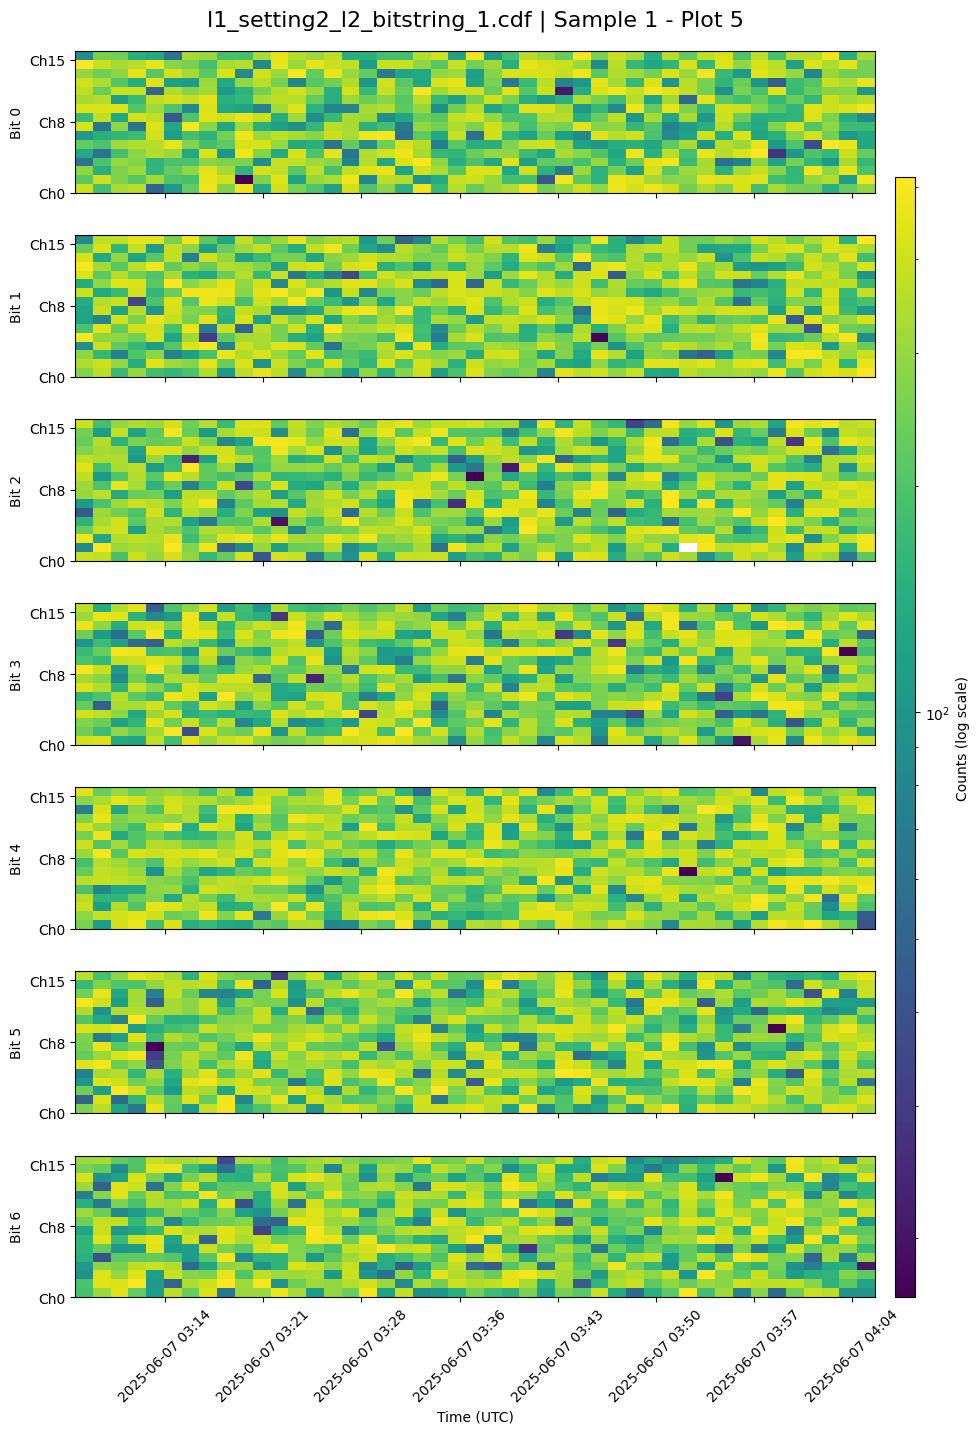 l1_setting2_l2_bitstring_1.cdf | Sample 1 - Plot 5
Ch15
Ch8
Ch0
Bit 0
Ch15
Ch8
Ch0
Bit 1
Ch15
Ch8
Ch0
Bit 2
Ch15
Ch8
Ch0
Bit 3
Ch15
Ch8
Ch0
Bit 4
Ch15
Ch8
Ch0
Bit 5
Ch15
Ch8
Ch0
Bit 6
2025-06-07 03:14
2025-06-07 03:21
2025-06-07 03:28
2025-06-07 03:36
2025-06-07 03:43
2025-06-07 03:50
2025-06-07 03:57
2025-06-07 04:04
Time (UTC)
10²
Counts (log scale)